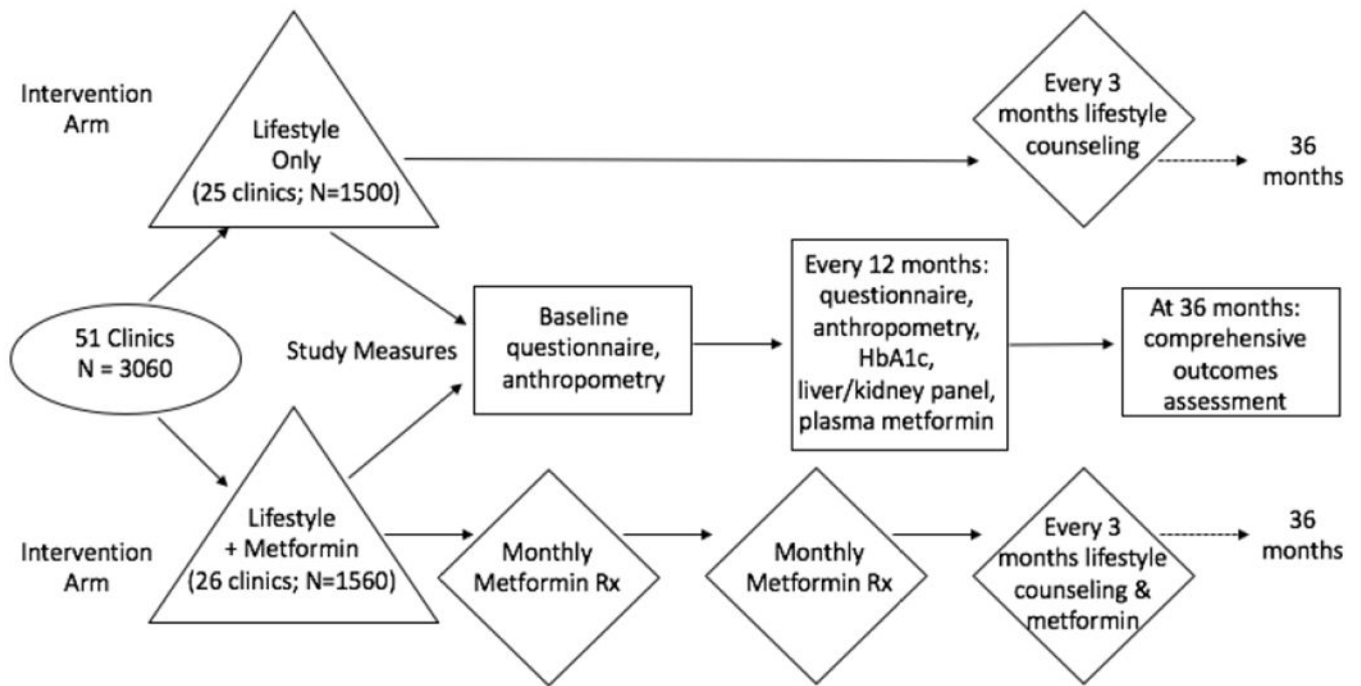 Intervention
Arm
Lifestyle
Only
(25 clinics; N=1500)
Every 3
months lifestyle
counseling
36
months
51 Clinics
N = 3060
Study Measures
Baseline
questionnaire,
anthropometry
Every 12 months:
questionnaire,
anthropometry,
HbA1c,
liver/kidney panel,
plasma metformin
At 36 months:
comprehensive
outcomes
assessment
Intervention
Arm
Lifestyle
+ Metformin
(26 clinics; N=1560)
Monthly
Metformin Rx
Monthly
Metformin Rx
Every 3
months lifestyle
counseling &
metformin
36
months